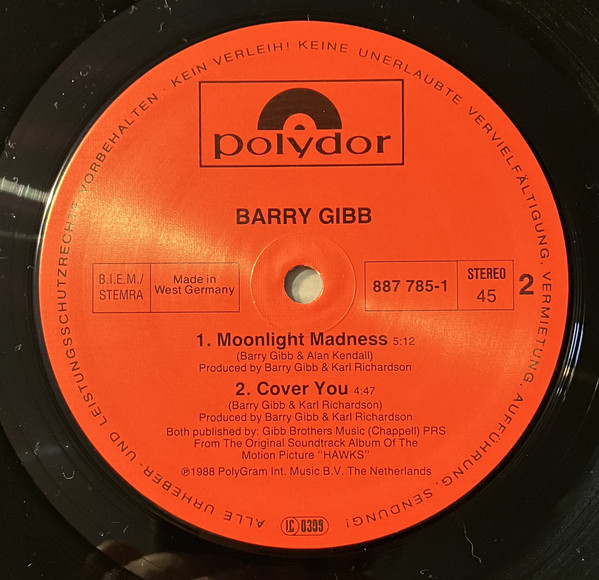 ALLE URHEBER- UND LEISTUNGSSCHUTZRECHTE VORBEHALTEN · KEIN VERLEIH! KEINE UNERLAUBTE VERVIELFÄLTIGUNG, VERMIETUNG, AUFFÜHRUNG, SENDUNG!
polydor
BARRY GIBB
B.I.E.M./
STEMRA
Made in
West Germany
887 785-1
STEREO
45
2
1. Moonlight Madness 5:12
(Barry Gibb & Alan Kendall)
Produced by Barry Gibb & Karl Richardson
2. Cover You 4:47
(Barry Gibb & Karl Richardson)
Produced by Barry Gibb & Karl Richardson
Both published by: Gibb Brothers Music (Chappell) PRS
From The Original Soundtrack Album Of The
Motion Picture "HAWKS"
℗1988 PolyGram Int. Music B.V. The Netherlands
LC 0309